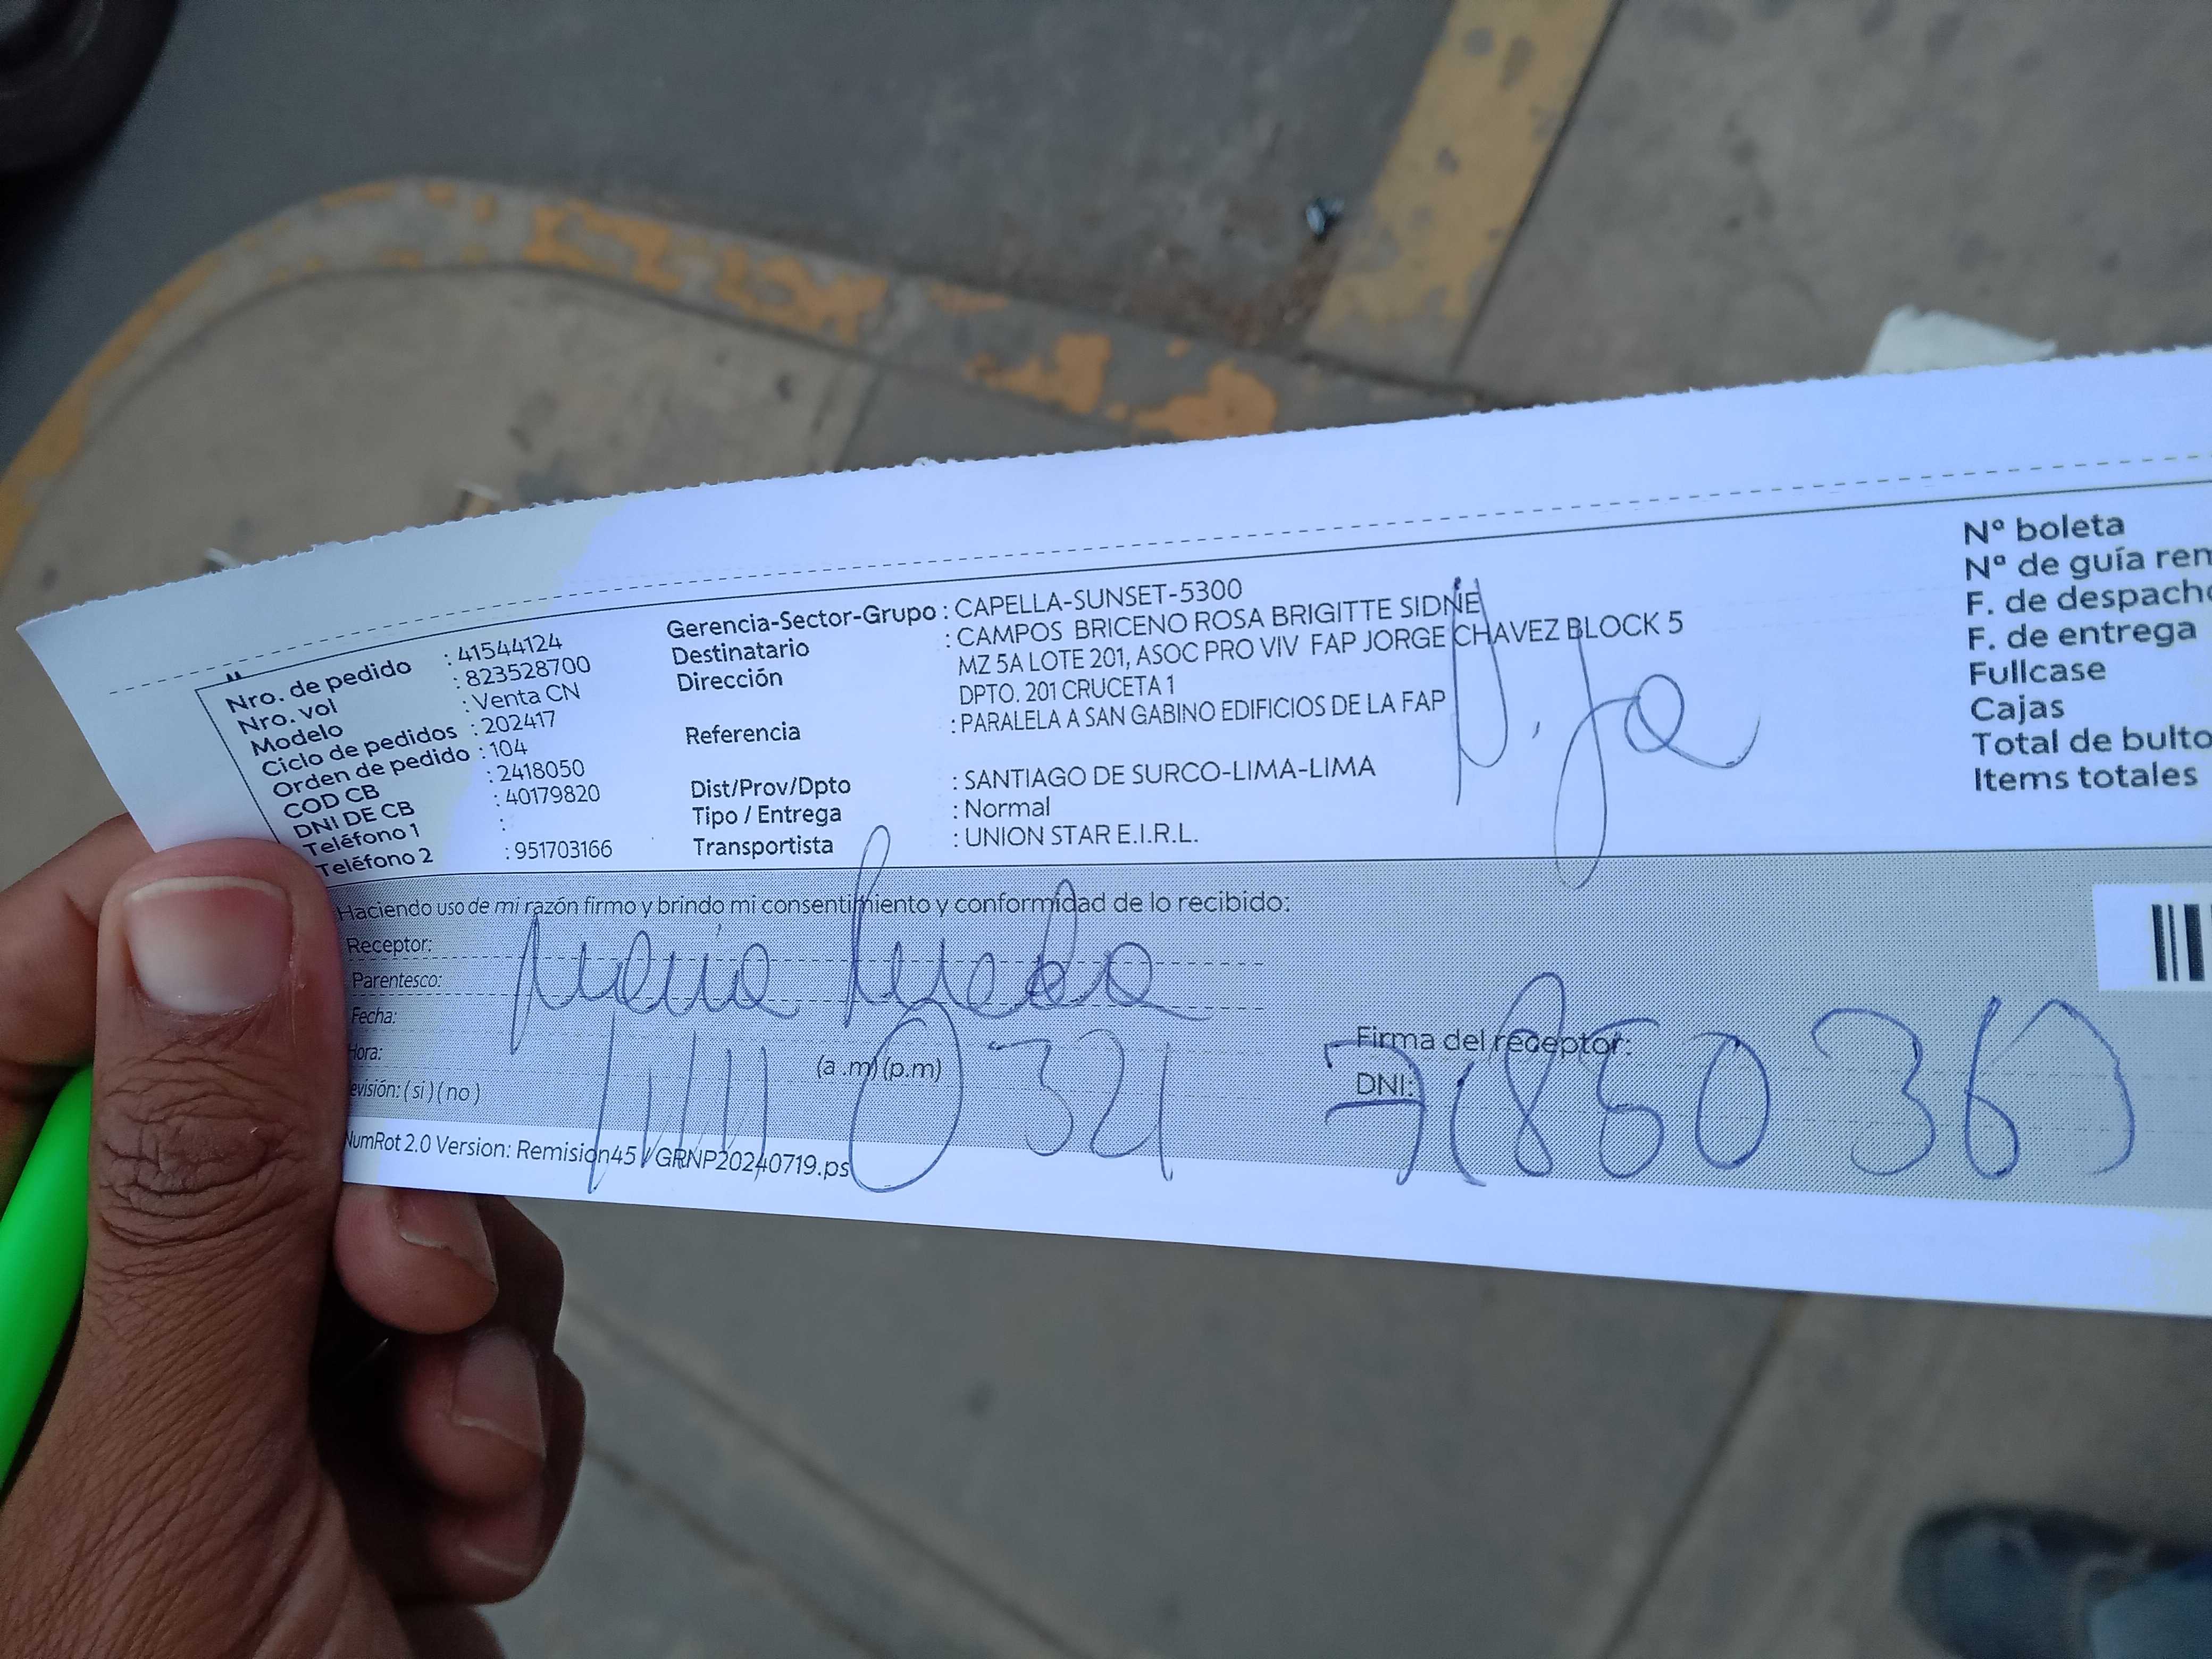 Nro. de pedido : 41544124
Nro. vol : 823528700
Modelo : Venta CN
Ciclo de pedidos : 202417
Orden de pedido : 104
COD CB : 2418050
DNI DE CB : 40179820
Teléfono 1 :
Teléfono 2 : 951703166
Gerencia-Sector-Grupo : CAPELLA-SUNSET-5300
Destinatario : CAMPOS BRICENO ROSA BRIGITTE SIDNE
Dirección MZ 5A LOTE 201, ASOC PRO VIV FAP JORGE CHAVEZ BLOCK 5
DPTO. 201 CRUCETA 1
Referencia : PARALELA A SAN GABINO EDIFICIOS DE LA FAP
Dist/Prov/Dpto : SANTIAGO DE SURCO-LIMA-LIMA
Tipo / Entrega : Normal
Transportista : UNION STAR E.I.R.L.
Nº boleta
Nº de guía rem
F. de despacho
F. de entrega
Fullcase
Cajas
Total de bulto
Items totales
Haciendo uso de mi razón firmo y brindo mi consentimiento y conformidad de lo recibido:
Receptor:
Parentesco:
Fecha:
Hora: (a .m) (p.m)
evisión: ( si ) ( no )
Firma del receptor:
DNI:
NumRot 2.0 Version: Remision45 / GRNP20240719.ps